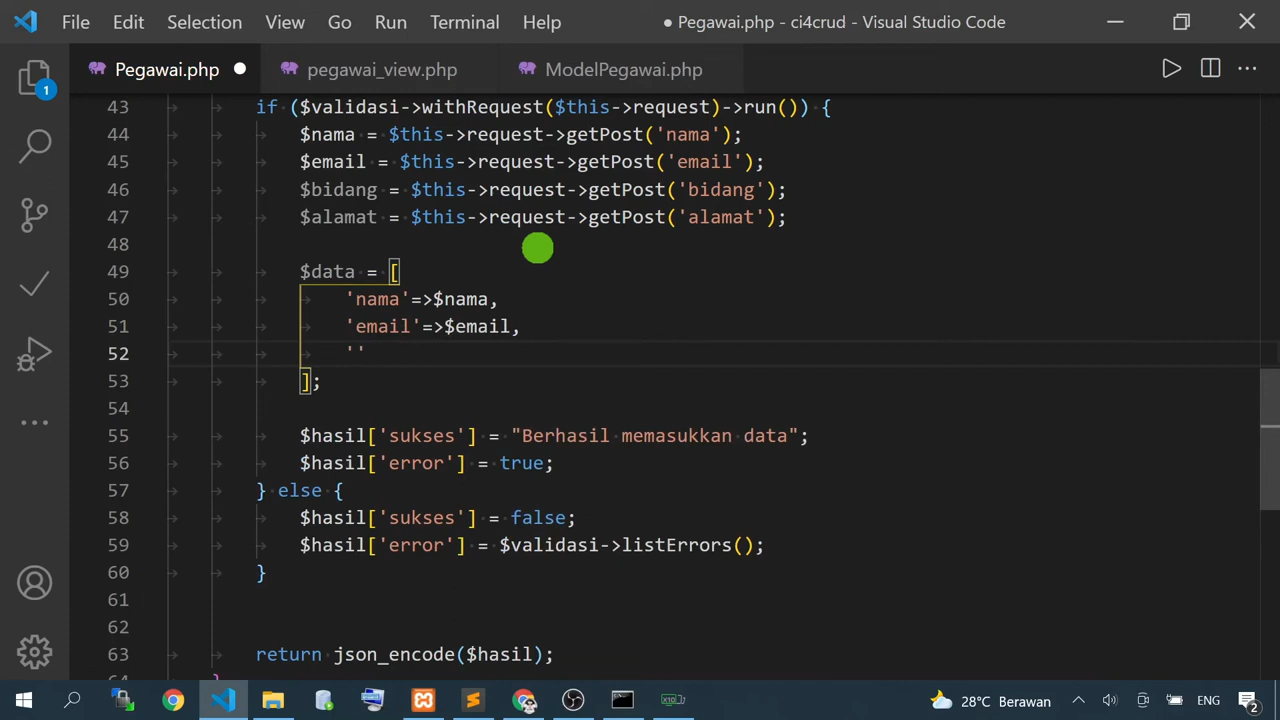 File Edit Selection View Go Run Terminal Help ● Pegawai.php - ci4crud - Visual Studio Code
Pegawai.php pegawai_view.php ModelPegawai.php
1
43 if ($validasi->withRequest($this->request)->run()) {
44 $nama = $this->request->getPost('nama');
45 $email = $this->request->getPost('email');
46 $bidang = $this->request->getPost('bidang');
47 $alamat = $this->request->getPost('alamat');
48
49 $data = [
50 'nama'=>$nama,
51 'email'=>$email,
52 ''
53 ];
54
55 $hasil['sukses'] = "Berhasil memasukkan data";
56 $hasil['error'] = true;
57 } else {
58 $hasil['sukses'] = false;
59 $hasil['error'] = $validasi->listErrors();
60 }
61
62
63 return json_encode($hasil);
28°C Berawan ENG 2